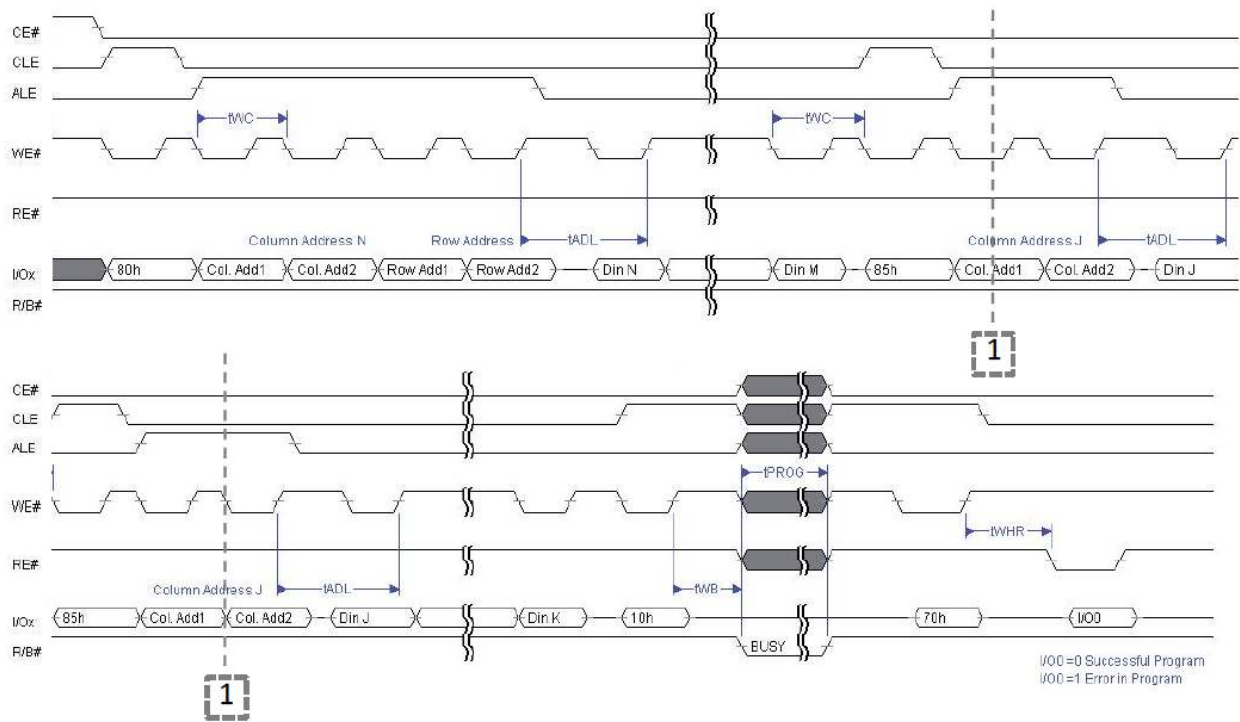 CE#
CLE
ALE
tWC
tWC
WE#
RE#
Column Address N
Row Address
tADL
Column Address J
tADL
I/Ox
80h
Col. Add1
Col. Add2
Row Add1
Row Add2
Din N
Din M
85h
Col. Add1
Col. Add2
Din J
R/B#
1
CE#
CLE
ALE
tPROG
WE#
tWHR
RE#
Column Address J
tADL
tWB
I/Ox
85h
Col. Add1
Col. Add2
Din J
Din K
10h
70h
I/O0
R/B#
BUSY
I/O0 =0 Successful Program
I/O0 =1 Error in Program
1